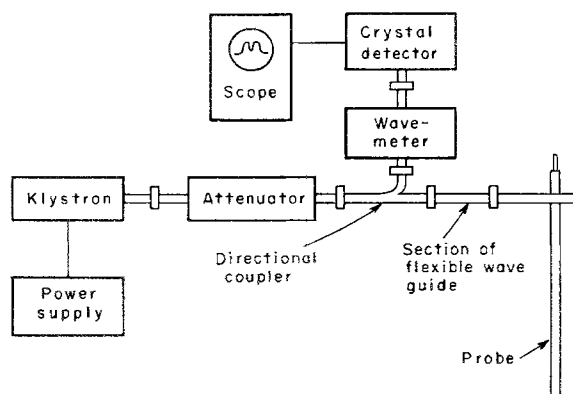 Crystal
detector
Scope
Wave-
meter
Klystron
Attenuator
Directional
coupler
Section of
flexible wave
guide
Power
supply
Probe